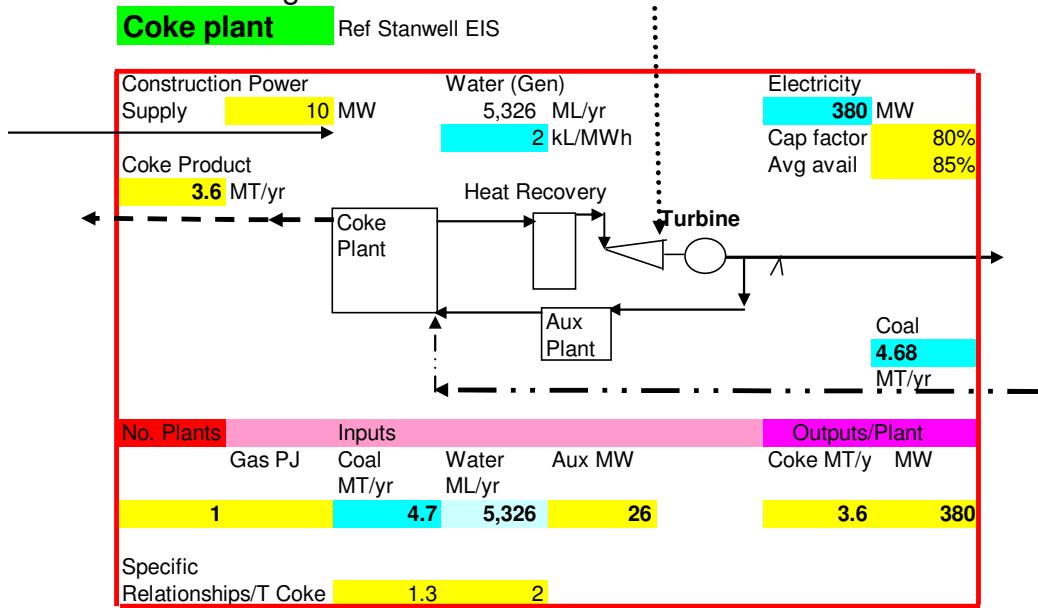 Coke plant Ref Stanwell EIS
Construction Power Water (Gen) Electricity
Supply 10 MW 5,326 ML/yr 380 MW
2 kL/MWh Cap factor 80%
Coke Product Avg avail 85%
3.6 MT/yr Heat Recovery
Coke Turbine
Plant
Aux Coal
Plant 4.68
MT/yr
No. Plants Inputs Outputs/Plant
Gas PJ Coal Water Aux MW Coke MT/y MW
MT/yr ML/yr
1 4.7 5,326 26 3.6 380
Specific
Relationships/T Coke 1.3 2